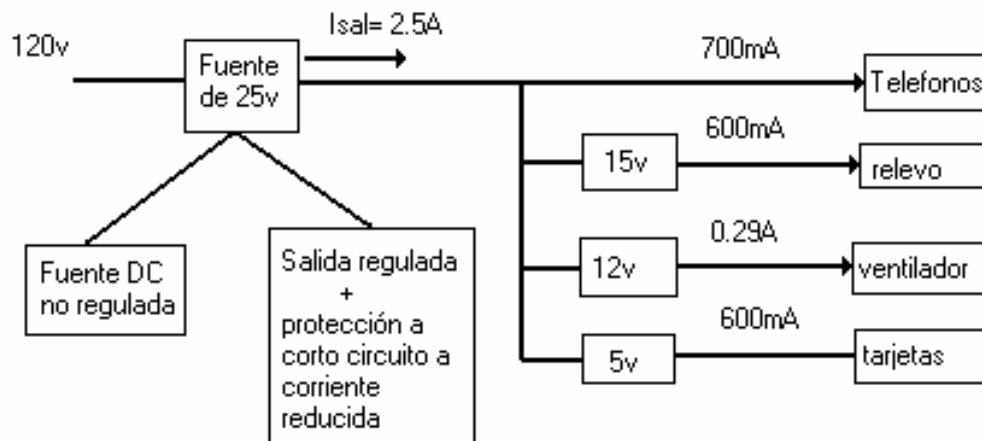 120v
Fuente
de 25v
Isal= 2.5A
700mA
Telefonos
15v
600mA
relevo
12v
0.29A
ventilador
5v
600mA
tarjetas
Fuente DC
no regulada
Salida regulada
+
protección a
corto circuito a
corriente
reducida